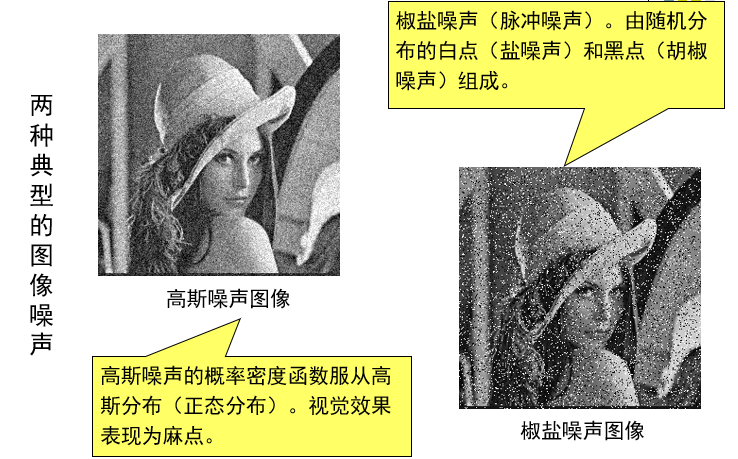 两种典型的图像噪声
高斯噪声图像
高斯噪声的概率密度函数服从高
斯分布（正态分布）。视觉效果
表现为麻点。
椒盐噪声（脉冲噪声）。由随机分
布的白点（盐噪声）和黑点（胡椒
噪声）组成。
椒盐噪声图像